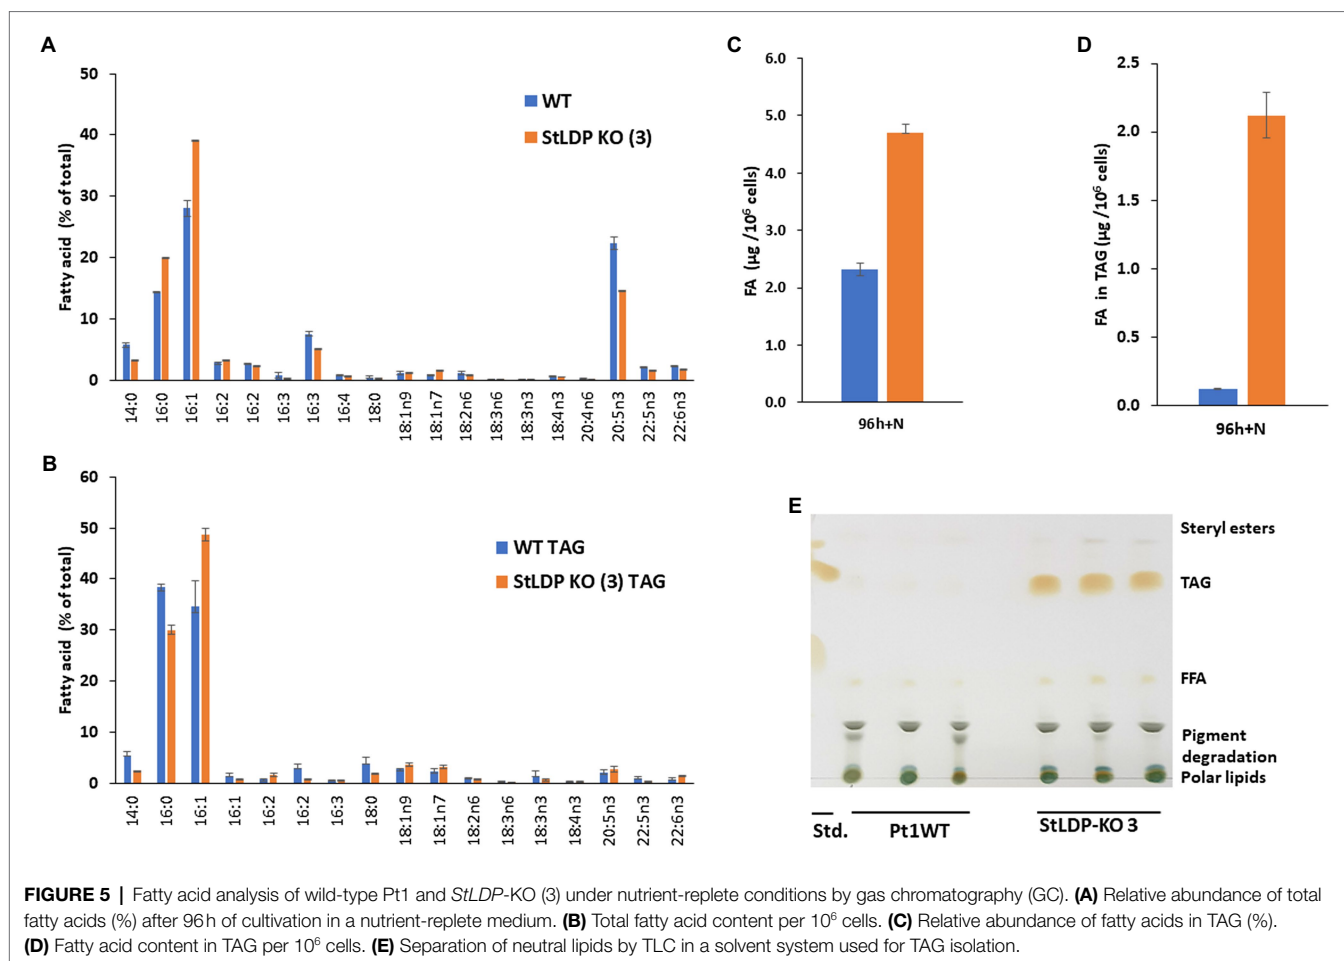 A
50
40
30
20
10
0
Fatty acid (% of total)
WT
StLDP KO (3)
14:0
16:0
16:1
16:2
16:2
16:3
16:3
16:4
18:0
18:1n9
18:1n7
18:2n6
18:3n6
18:3n3
18:4n3
20:4n6
20:5n3
22:5n3
22:6n3
B
60
50
40
30
20
10
0
Fatty acid (% of total)
WT TAG
StLDP KO (3) TAG
14:0
16:0
16:1
16:1
16:2
16:2
16:3
18:0
18:1n9
18:1n7
18:2n6
18:3n6
18:3n3
18:4n3
20:5n3
22:5n3
22:6n3
C
6.0
5.0
4.0
3.0
2.0
1.0
0.0
FA (µg /10⁶ cells)
96h+N
D
2.5
2.0
1.5
1.0
0.5
0.0
FA in TAG (µg /10⁶ cells)
96h+N
E
Steryl esters
TAG
FFA
Pigment
degradation
Polar lipids
Std.
Pt1WT
StLDP-KO 3
FIGURE 5 | Fatty acid analysis of wild-type Pt1 and StLDP-KO (3) under nutrient-replete conditions by gas chromatography (GC). (A) Relative abundance of total
fatty acids (%) after 96 h of cultivation in a nutrient-replete medium. (B) Total fatty acid content per 10⁶ cells. (C) Relative abundance of fatty acids in TAG (%).
(D) Fatty acid content in TAG per 10⁶ cells. (E) Separation of neutral lipids by TLC in a solvent system used for TAG isolation.